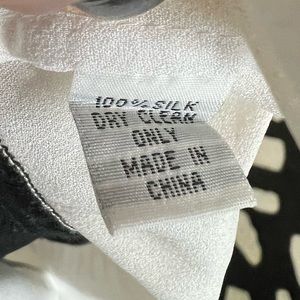 100% SILK
DRY CLEAN
ONLY
MADE IN
CHINA